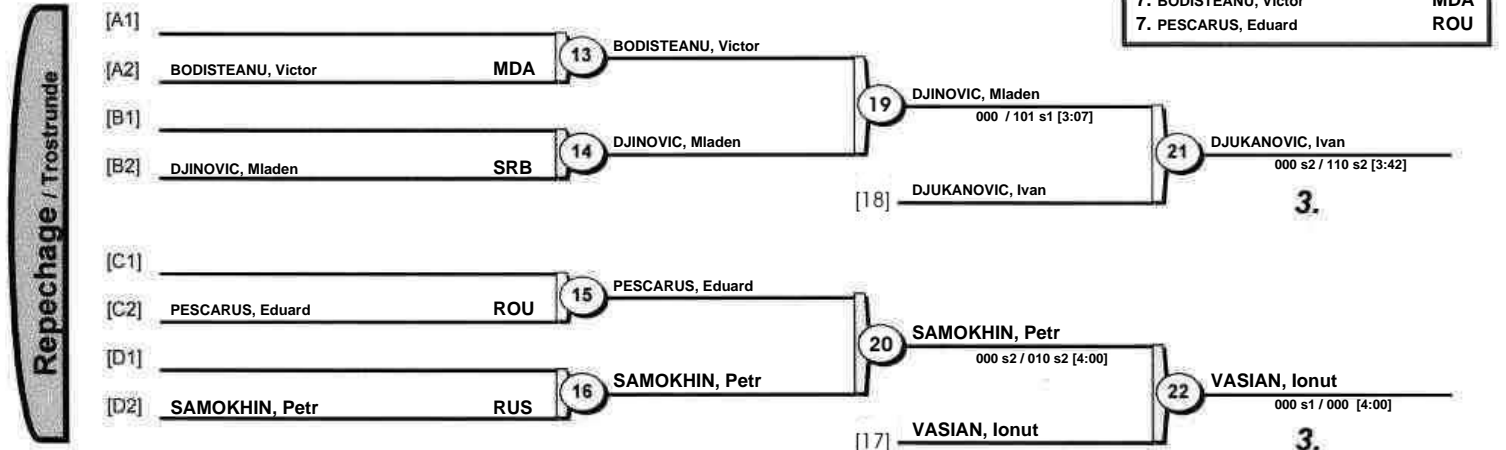 7. BODISTEANU, Victor MDA
7. PESCARUS, Eduard ROU
Repechage / Trostrunde
[A1]
[A2] BODISTEANU, Victor MDA
13 BODISTEANU, Victor
[B1]
[B2] DJINOVIC, Mladen SRB
14 DJINOVIC, Mladen
19 DJINOVIC, Mladen
000 / 101 s1 [3:07]
[18] DJUKANOVIC, Ivan
21 DJUKANOVIC, Ivan
000 s2 / 110 s2 [3:42]
3.
[C1]
[C2] PESCARUS, Eduard ROU
15 PESCARUS, Eduard
[D1]
[D2] SAMOKHIN, Petr RUS
16 SAMOKHIN, Petr
20 SAMOKHIN, Petr
000 s2 / 010 s2 [4:00]
[17] VASIAN, Ionut
22 VASIAN, Ionut
000 s1 / 000 [4:00]
3.